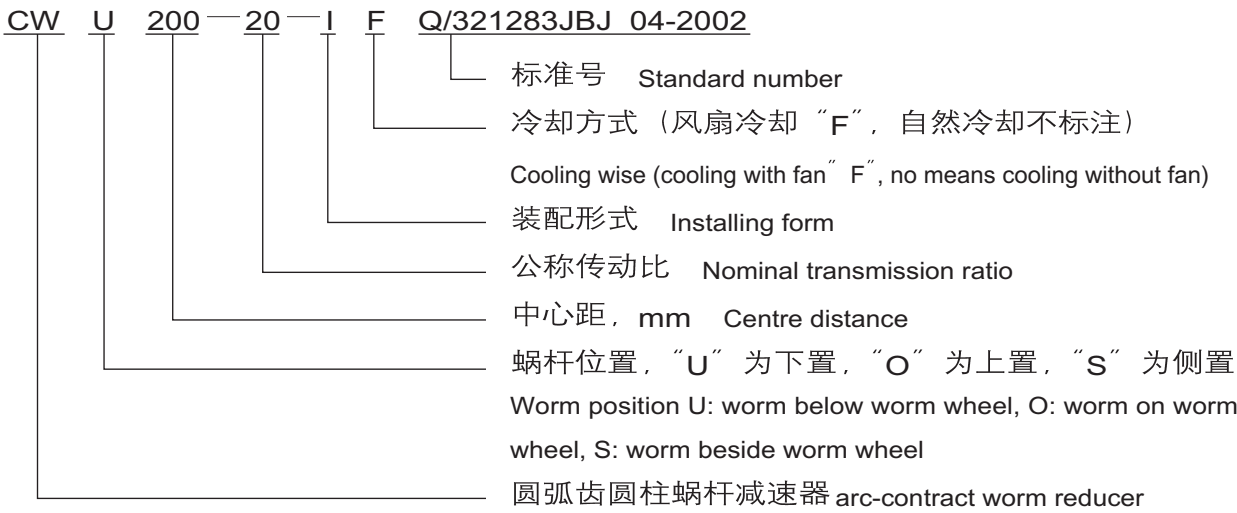 CW U 200—20—I F Q/321283JBJ 04-2002
标准号 Standard number
冷却方式（风扇冷却 ″F″, 自然冷却不标注）
Cooling wise (cooling with fan″ F″, no means cooling without fan)
装配形式 Installing form
公称传动比 Nominal transmission ratio
中心距, mm Centre distance
蜗杆位置, ″U″ 为下置, ″O″ 为上置, ″S″ 为侧置
Worm position U: worm below worm wheel, O: worm on worm
wheel, S: worm beside worm wheel
圆弧齿圆柱蜗杆减速器 arc-contract worm reducer